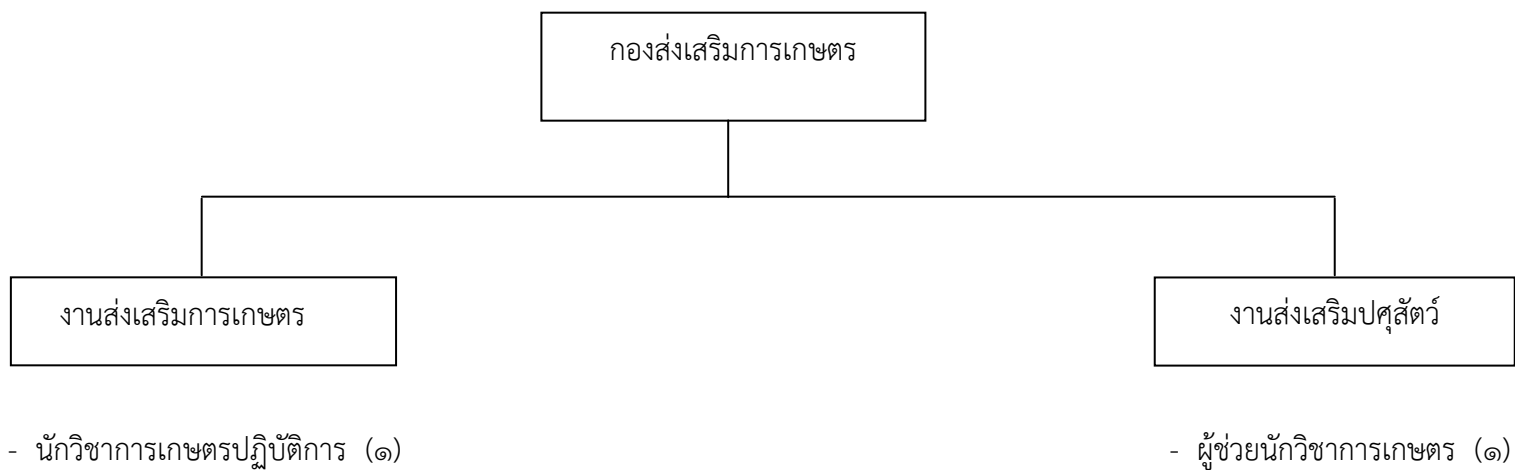 กองส่งเสริมการเกษตร
งานส่งเสริมการเกษตร
งานส่งเสริมปศุสัตว์
- นักวิชาการเกษตรปฏิบัติการ (๑)
- ผู้ช่วยนักวิชาการเกษตร (๑)